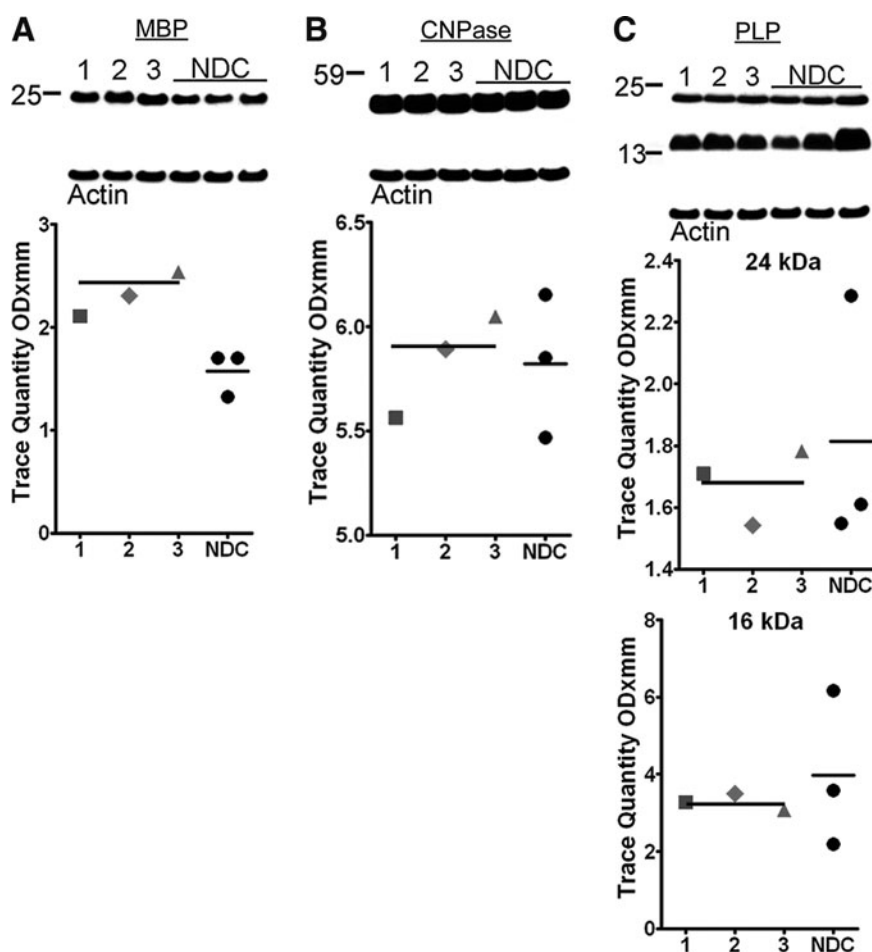 A
MBP
1 2 3 NDC
25
Actin
Trace Quantity ODxmm
3
2
1
0
1 2 3 NDC
B
CNPase
1 2 3 NDC
59
Actin
Trace Quantity ODxmm
6.5
6.0
5.5
5.0
1 2 3 NDC
C
PLP
1 2 3 NDC
25
13
Actin
24 kDa
Trace Quantity ODxmm
2.4
2.2
2.0
1.8
1.6
1.4
1 2 3 NDC
16 kDa
Trace Quantity ODxmm
8
6
4
2
0
1 2 3 NDC